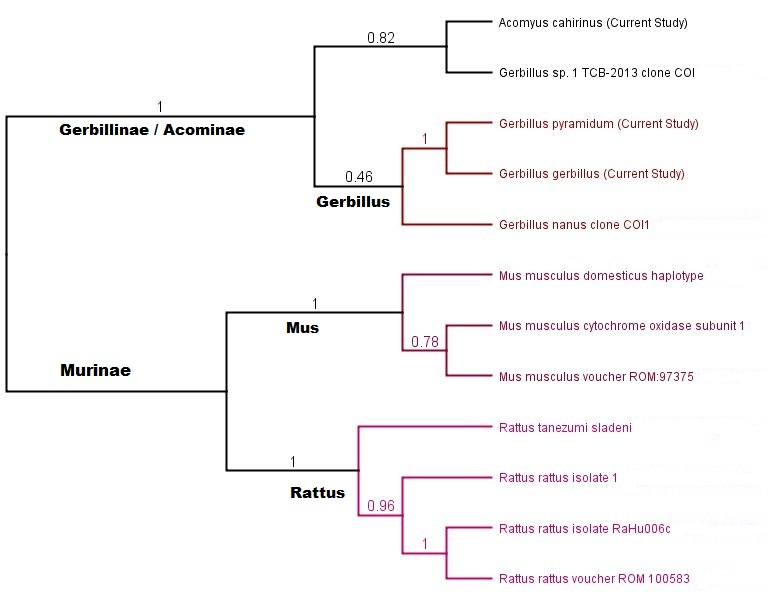 Acomyus cahirinus (Current Study)
0.82
Gerbillus sp. 1 TCB-2013 clone COI
1
Gerbillinae / Acominae
Gerbillus pyramidum (Current Study)
1
0.46
Gerbillus gerbillus (Current Study)
Gerbillus
Gerbillus nanus clone COI1
Mus musculus domesticus haplotype
1
Mus
Mus musculus cytochrome oxidase subunit 1
0.78
Murinae
Mus musculus voucher ROM:97375
Rattus tanezumi sladeni
1
Rattus
Rattus rattus isolate 1
0.96
Rattus rattus isolate RaHu006c
1
Rattus rattus voucher ROM 100583